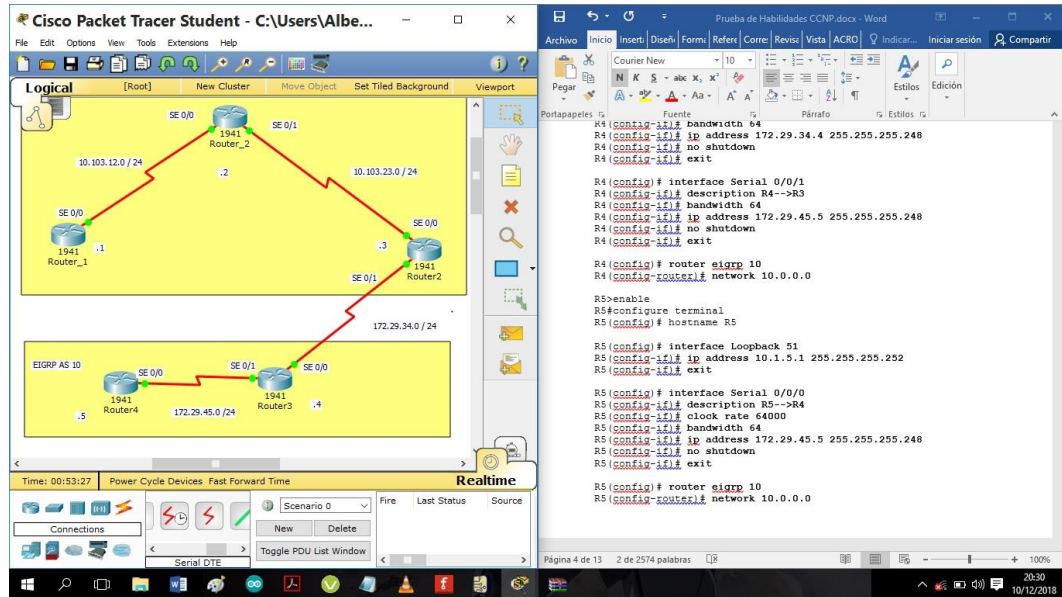 Cisco Packet Tracer Student - C:\Users\Albe...
File Edit Options View Tools Extensions Help
Logical [Root] New Cluster Move Object Set Tiled Background Viewport
SE 0/0
SE 0/1
1941
Router_2
10.103.12.0 / 24
.2
10.103.23.0 / 24
SE 0/0
SE 0/0
.1
.3
1941
Router_1
1941
Router2
SE 0/1
172.29.34.0 / 24
EIGRP AS 10
SE 0/0
SE 0/1
SE 0/0
1941
Router4
1941
Router3
.4
.5
172.29.45.0 /24
Time: 00:53:27 Power Cycle Devices Fast Forward Time Realtime
Scenario 0
Fire Last Status Source
New Delete
Connections
Toggle PDU List Window
Serial DTE
Prueba de Habilidades CCNP.docx - Word
Archivo Inicio Insert: Diseñ Forma Refere Corre: Revisa Vista ACRO Indicar... Iniciar sesión Compartir
Courier New 10
Pegar
N K S abc x, x²
Aa
Estilos Edición
Portapapeles Fuente Párrafo Estilos
R4(config-if)# bandwidth 64
R4(config-if)# ip address 172.29.34.4 255.255.255.248
R4(config-if)# no shutdown
R4(config-if)# exit
R4(config)# interface Serial 0/0/1
R4(config-if)# description R4-->R3
R4(config-if)# bandwidth 64
R4(config-if)# ip address 172.29.45.5 255.255.255.248
R4(config-if)# no shutdown
R4(config-if)# exit
R4(config)# router eigrp 10
R4(config-router)# network 10.0.0.0
R5>enable
R5#configure terminal
R5(config)# hostname R5
R5(config)# interface Loopback 51
R5(config-if)# ip address 10.1.5.1 255.255.255.252
R5(config-if)# exit
R5(config)# interface Serial 0/0/0
R5(config-if)# description R5-->R4
R5(config-if)# clock rate 64000
R5(config-if)# bandwidth 64
R5(config-if)# ip address 172.29.45.5 255.255.255.248
R5(config-if)# no shutdown
R5(config-if)# exit
R5(config)# router eigrp 10
R5(config-router)# network 10.0.0.0
Página 4 de 13 2 de 2574 palabras 100%
20:30
10/12/2018